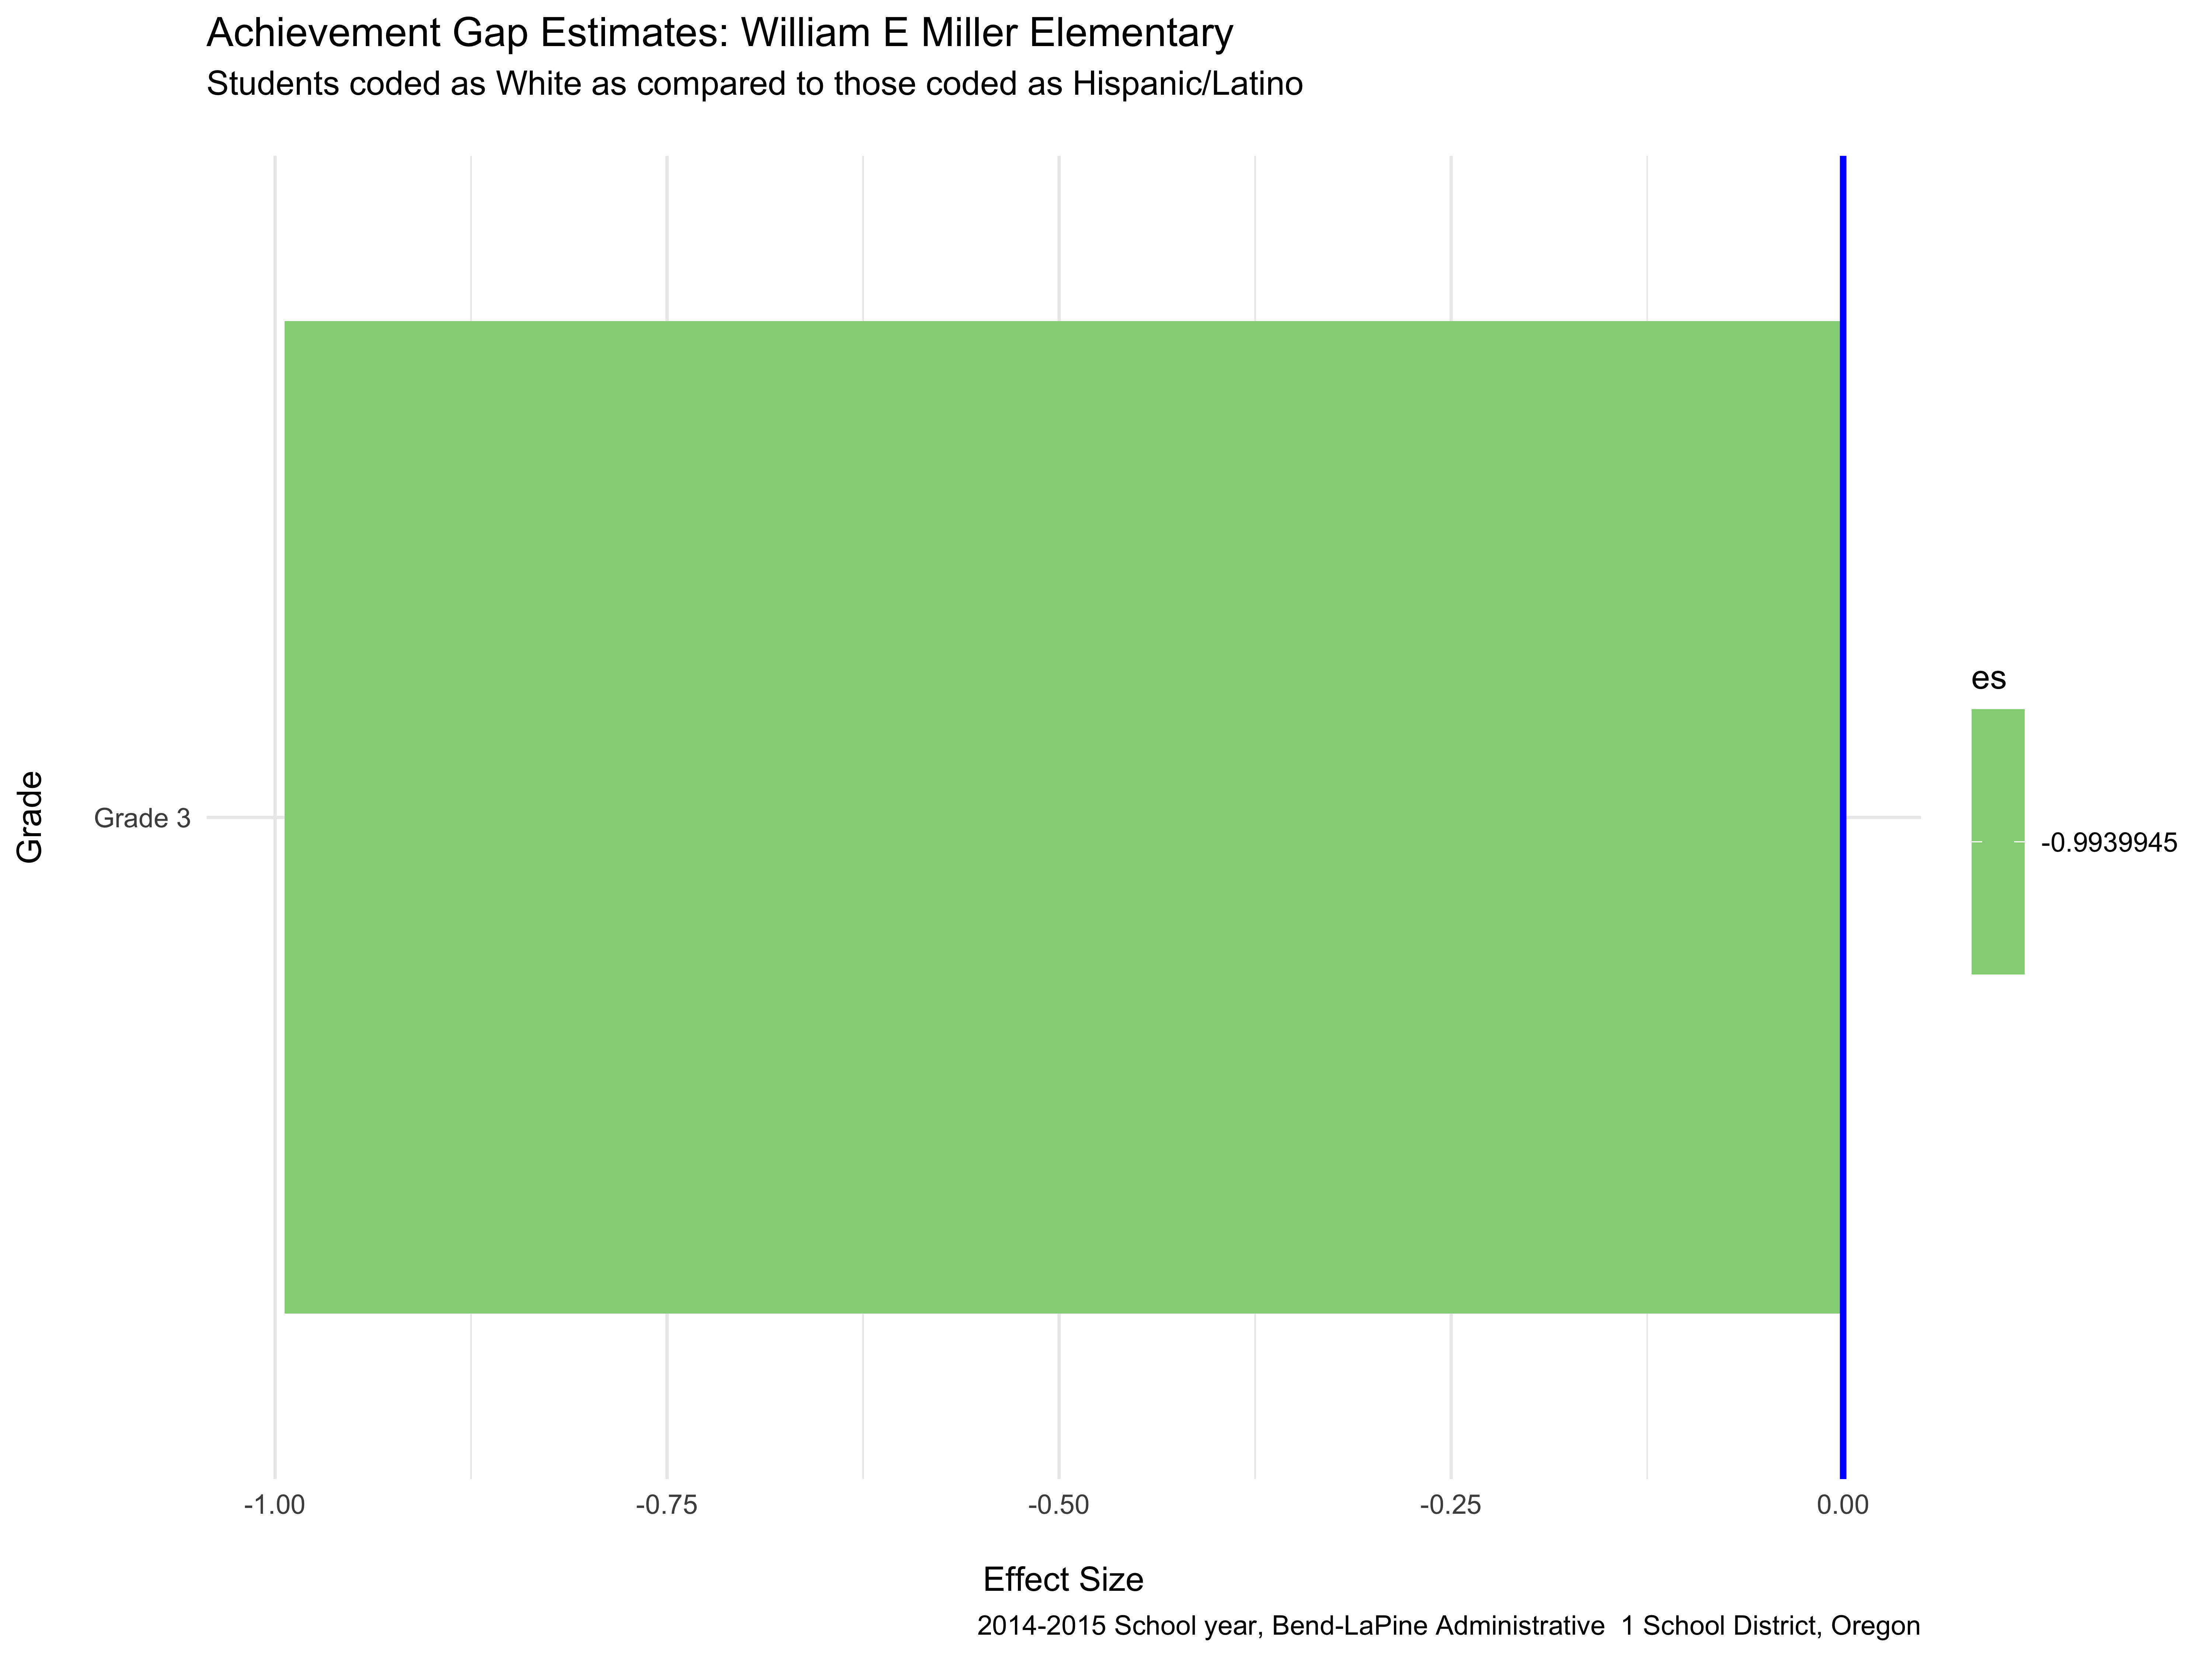 Achievement Gap Estimates: William E Miller Elementary
Students coded as White as compared to those coded as Hispanic/Latino
Grade
Grade 3
es
-0.9939945
-1.00
-0.75
-0.50
-0.25
0.00
Effect Size
2014-2015 School year, Bend-LaPine Administrative  1 School District, Oregon